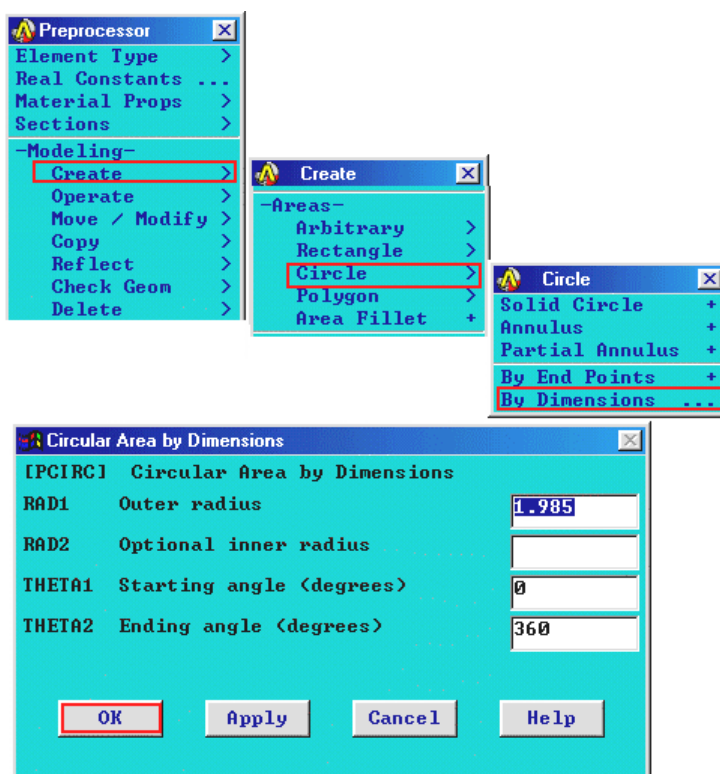 Preprocessor
Element Type >
Real Constants ...
Material Props >
Sections >
-Modeling-
Create >
Operate >
Move / Modify >
Copy >
Reflect >
Check Geom >
Delete >
Create
-Areas-
Arbitrary >
Rectangle >
Circle >
Polygon >
Area Fillet +
Circle
Solid Circle +
Annulus +
Partial Annulus +
By End Points +
By Dimensions ...
Circular Area by Dimensions
[PCIRC] Circular Area by Dimensions
RAD1 Outer radius 1.985
RAD2 Optional inner radius
THETA1 Starting angle (degrees) 0
THETA2 Ending angle (degrees) 360
OK Apply Cancel Help